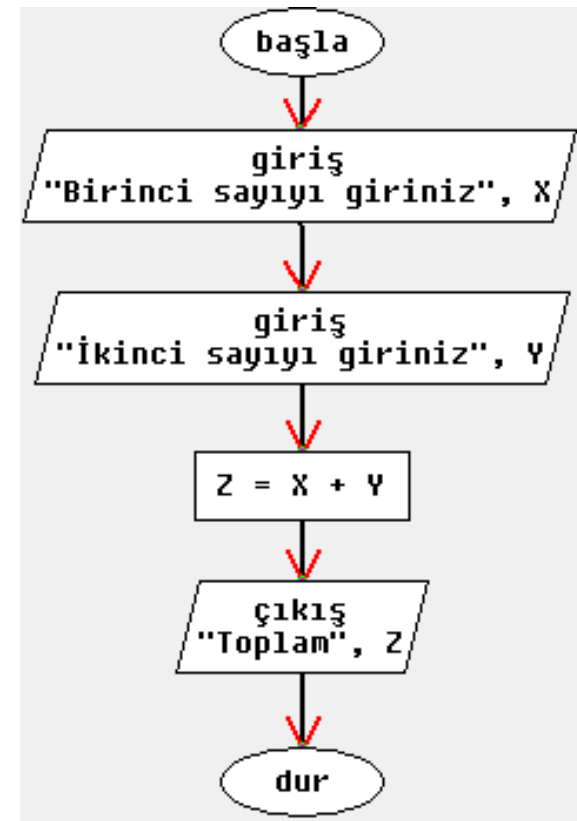 başla
giriş
"Birinci sayıyı giriniz", X
giriş
"İkinci sayıyı giriniz", Y
Z = X + Y
çıkış
"Toplam", Z
dur